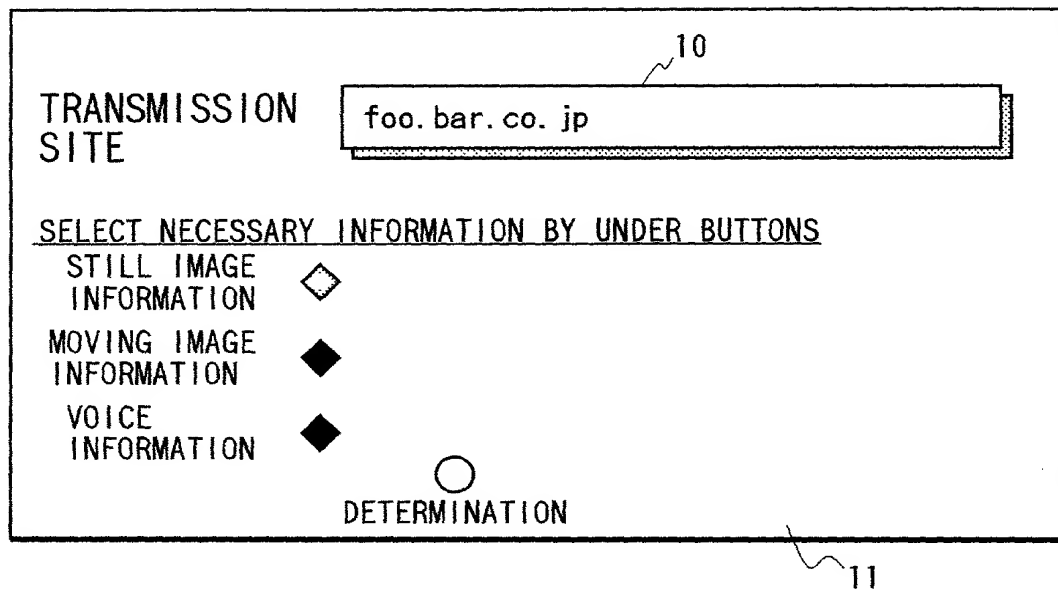 10
TRANSMISSION
SITE
foo.bar.co.jp
SELECT NECESSARY INFORMATION BY UNDER BUTTONS
STILL IMAGE
INFORMATION
MOVING IMAGE
INFORMATION
VOICE
INFORMATION
DETERMINATION
11